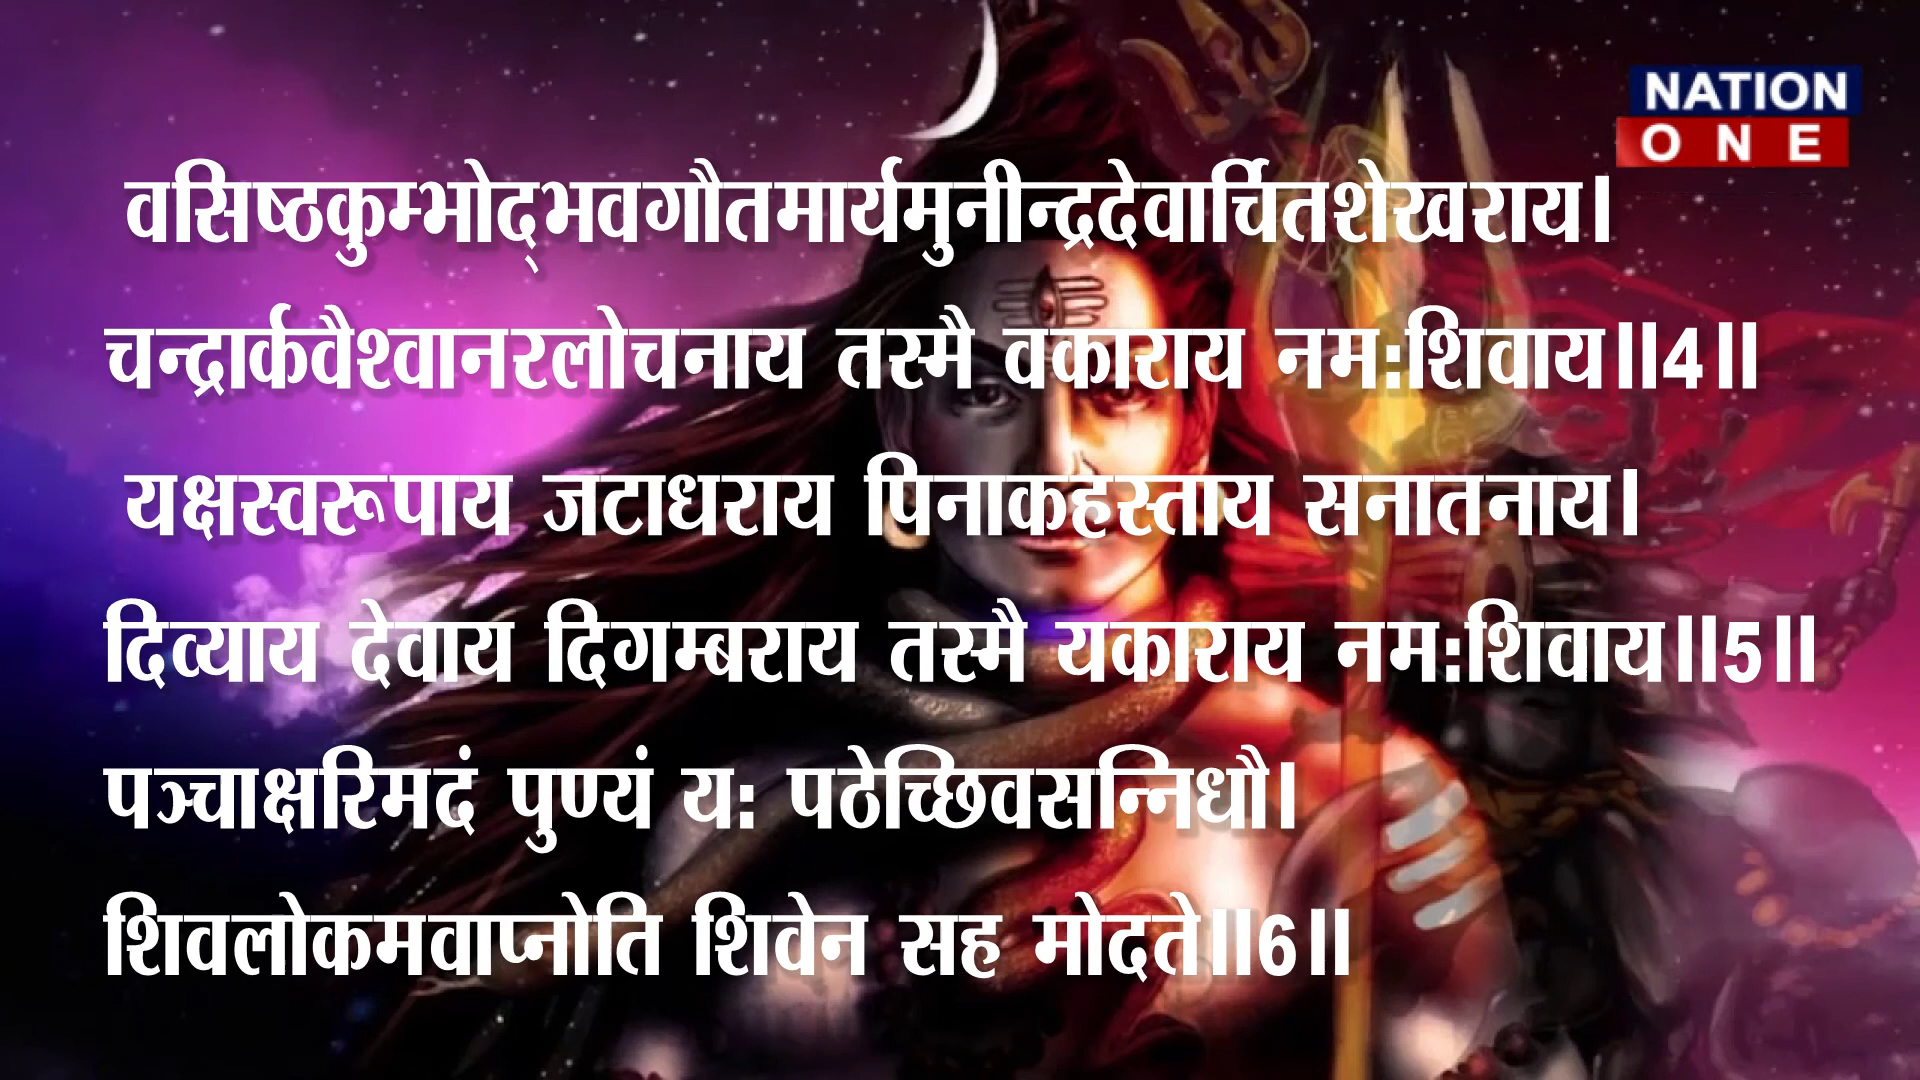 NATION
ONE
वसिष्ठकुम्भोद्‌भवगौतमार्यमुनीन्द्रदेवार्चितशेखराय।
चन्द्रार्कवैश्वानरलोचनाय तस्मै वकाराय नम:शिवाय॥4॥
यक्षस्वरूपाय जटाधराय पिनाकहस्ताय सनातनाय।
दिव्याय देवाय दिगम्बराय तस्मै यकाराय नम:शिवाय॥5॥
पञ्चाक्षरमिदं पुण्यं य: पठेच्छिवसन्निधौ।
शिवलोकमवाप्नोति शिवेन सह मोदते॥6॥